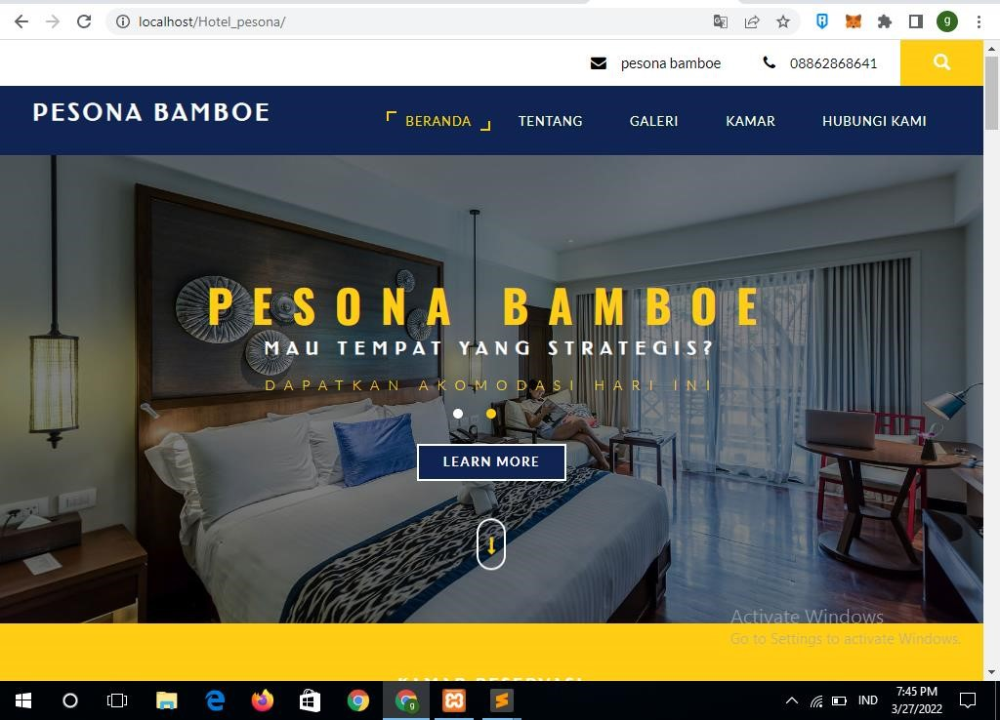 localhost/Hotel_pesona/
g
pesona bamboe
08862868641
PESONA BAMBOE
BERANDA
TENTANG
GALERI
KAMAR
HUBUNGI KAMI
PESONA BAMBOE
MAU TEMPAT YANG STRATEGIS?
DAPATKAN AKOMODASI HARI INI
LEARN MORE
Activate Windows
Go to Settings to activate Windows.
KAMAR RESERVASI
g
IND
7:45 PM
3/27/2022